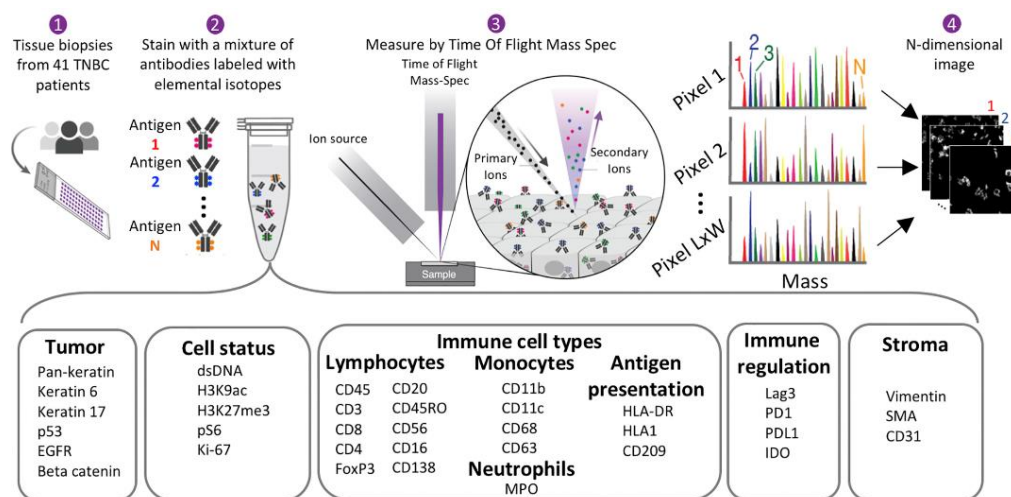 1
Tissue biopsies
from 41 TNBC
patients
2
Stain with a mixture of
antibodies labeled with
elemental isotopes
Antigen
1
Antigen
2
Antigen
N
3
Measure by Time Of Flight Mass Spec
Time of Flight
Mass-Spec
Ion source
Primary
Ions
Secondary
Ions
Sample
Pixel 1
1
2
3
N
Pixel 2
Pixel LxW
Mass
4
N-dimensional
image
1
2
Tumor
Pan-keratin
Keratin 6
Keratin 17
p53
EGFR
Beta catenin
Cell status
dsDNA
H3K9ac
H3K27me3
pS6
Ki-67
Immune cell types
Lymphocytes
CD45 CD20
CD3 CD45RO
CD8 CD56
CD4 CD16
FoxP3 CD138
Monocytes
CD11b
CD11c
CD68
CD63
Neutrophils
MPO
Antigen
presentation
HLA-DR
HLA1
CD209
Immune
regulation
Lag3
PD1
PDL1
IDO
Stroma
Vimentin
SMA
CD31